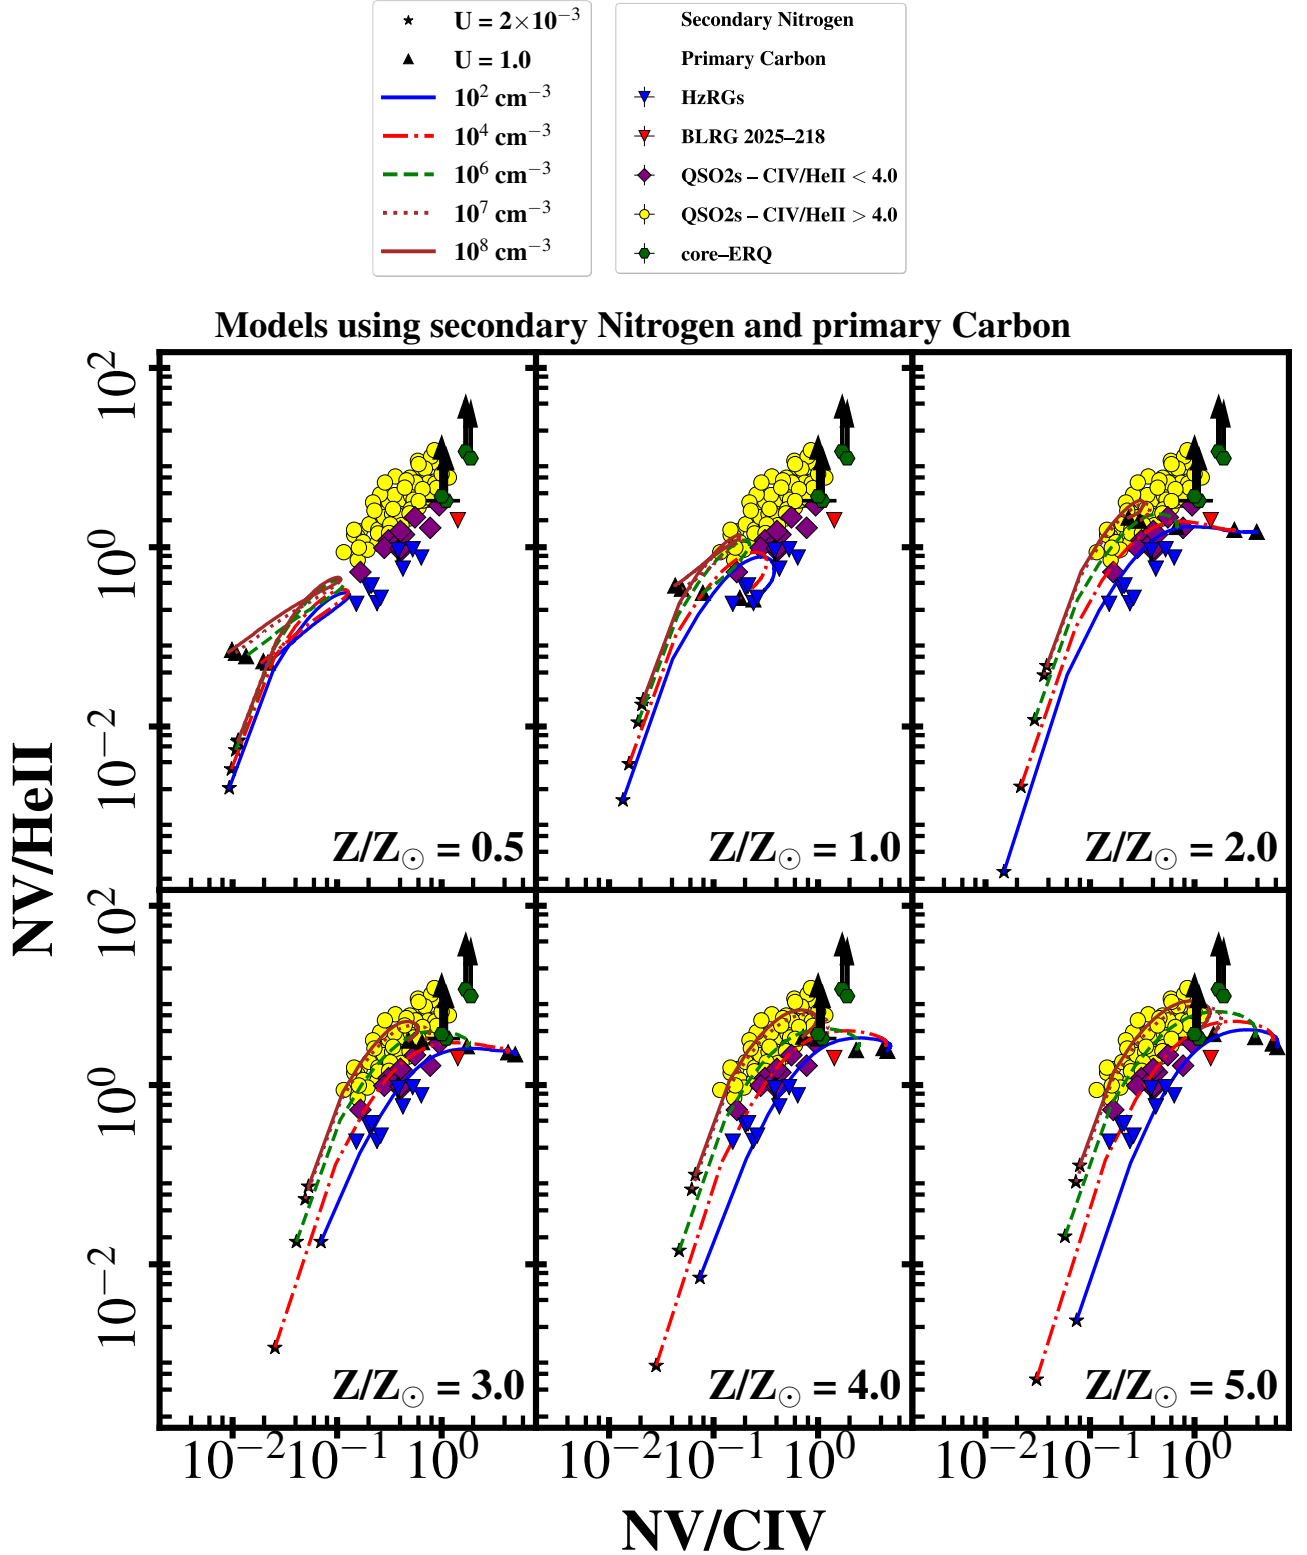 U = 2×10⁻³
U = 1.0
10² cm⁻³
10⁴ cm⁻³
10⁶ cm⁻³
10⁷ cm⁻³
10⁸ cm⁻³
Secondary Nitrogen
Primary Carbon
HzRGs
BLRG 2025–218
QSO2s – CIV/HeII < 4.0
QSO2s – CIV/HeII > 4.0
core–ERQ
Models using secondary Nitrogen and primary Carbon
10²
10⁰
10⁻²
Z/Z☉ = 0.5
Z/Z☉ = 1.0
Z/Z☉ = 2.0
NV/HeII
10²
10⁰
10⁻²
Z/Z☉ = 3.0
Z/Z☉ = 4.0
Z/Z☉ = 5.0
10⁻² 10⁻¹ 10⁰ 10⁻² 10⁻¹ 10⁰ 10⁻² 10⁻¹ 10⁰
NV/CIV